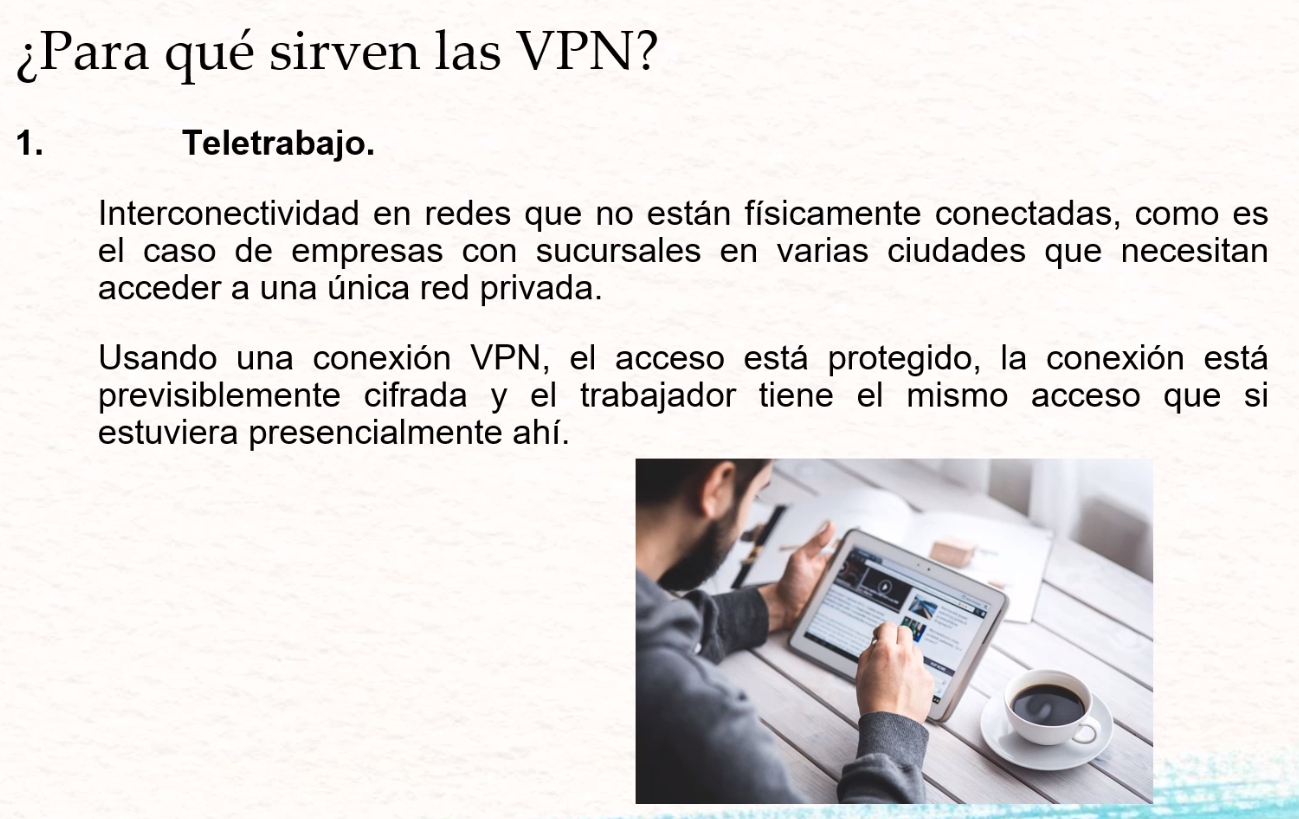 ¿Para qué sirven las VPN?
1. Teletrabajo.
Interconectividad en redes que no están físicamente conectadas, como es
el caso de empresas con sucursales en varias ciudades que necesitan
acceder a una única red privada.
Usando una conexión VPN, el acceso está protegido, la conexión está
previsiblemente cifrada y el trabajador tiene el mismo acceso que si
estuviera presencialmente ahí.